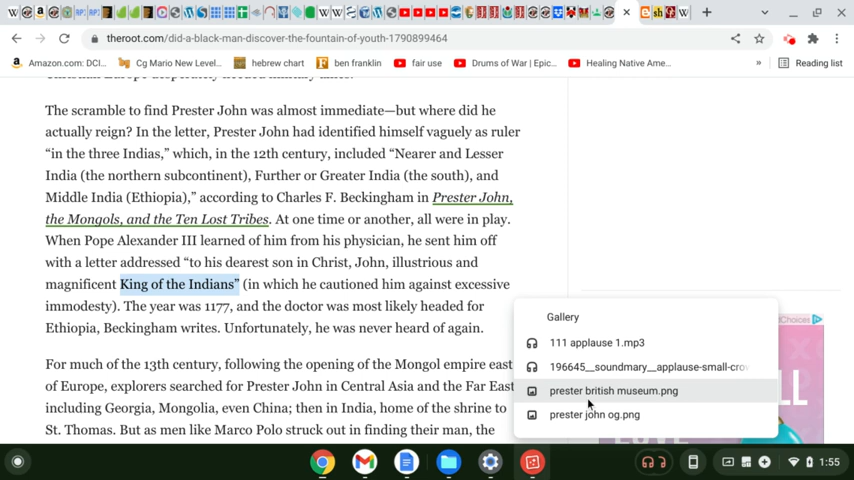 theroot.com/did-a-black-man-discover-the-fountain-of-youth-1790899464
Amazon.com: DCI... Cg Mario New Level... hebrew chart ben franklin fair use Drums of War | Epic... Healing Native Ame... » Reading list
The scramble to find Prester John was almost immediate—but where did he
actually reign? In the letter, Prester John had identified himself vaguely as ruler
“in the three Indias,” which, in the 12th century, included “Nearer and Lesser
India (the northern subcontinent), Further or Greater India (the south), and
Middle India (Ethiopia),” according to Charles F. Beckingham in Prester John,
the Mongols, and the Ten Lost Tribes. At one time or another, all were in play.
When Pope Alexander III learned of him from his physician, he sent him off
with a letter addressed “to his dearest son in Christ, John, illustrious and
magnificent King of the Indians” (in which he cautioned him against excessive
immodesty). The year was 1177, and the doctor was most likely headed for
Ethiopia, Beckingham writes. Unfortunately, he was never heard of again.
For much of the 13th century, following the opening of the Mongol empire east
of Europe, explorers searched for Prester John in Central Asia and the Far East
including Georgia, Mongolia, even China; then in India, home of the shrine to
St. Thomas. But as men like Marco Polo struck out in finding their man, the
Gallery
111 applause 1.mp3
196645__soundmary__applause-small-cro
prester british museum.png
prester john og.png
1:55